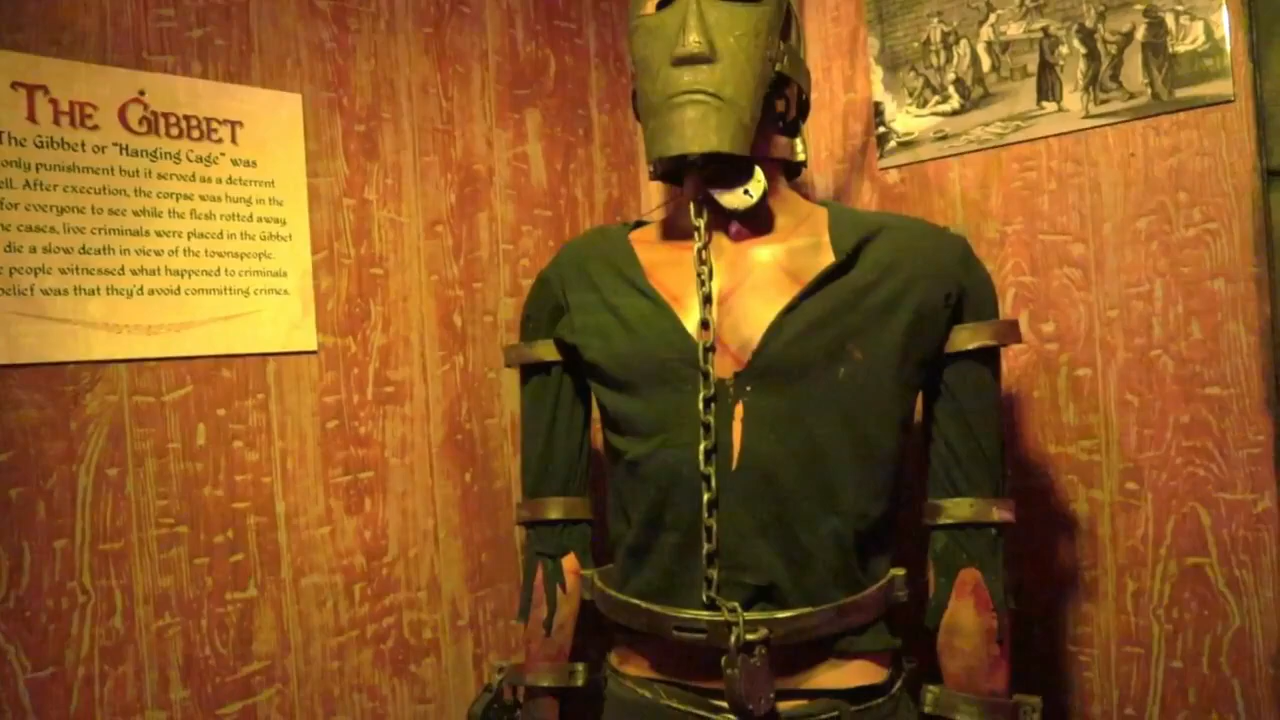 THE GIBBET
The Gibbet or "Hanging Cage" was
only punishment but it served as a deterrent
ell. After execution, the corpse was hung in the
for everyone to see while the flesh rotted away.
e cases, live criminals were placed in the Gibbet
die a slow death in view of the townspeople.
people witnessed what happened to criminals
belief was that they'd avoid committing crimes.